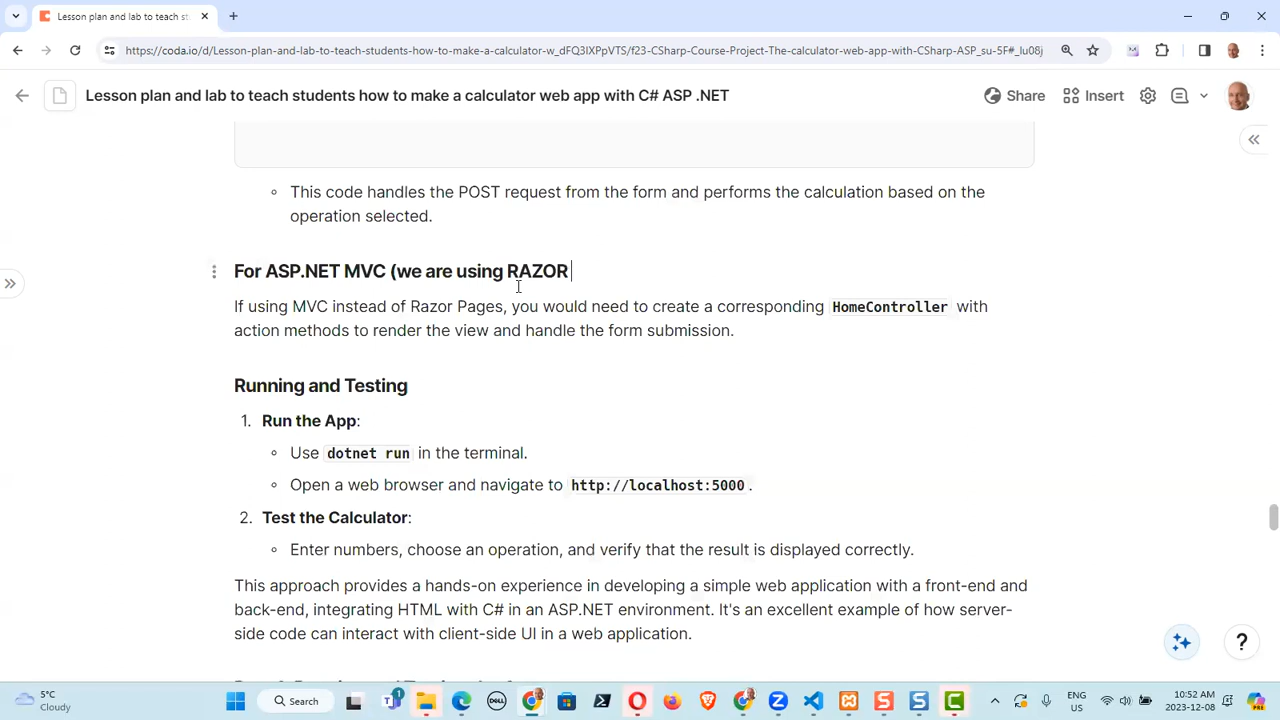 Lesson plan and lab to teach st
https://coda.io/d/Lesson-plan-and-lab-to-teach-students-how-to-make-a-calculator-w_dFQ3IXPpVTS/f23-CSharp-Course-Project-The-calculator-web-app-with-CSharp-ASP_su-5F#_lu08j
Lesson plan and lab to teach students how to make a calculator web app with C# ASP .NET
Share
Insert
This code handles the POST request from the form and performs the calculation based on the
operation selected.
For ASP.NET MVC (we are using RAZOR
If using MVC instead of Razor Pages, you would need to create a corresponding HomeController with
action methods to render the view and handle the form submission.
Running and Testing
1. Run the App:
Use dotnet run in the terminal.
Open a web browser and navigate to http://localhost:5000.
2. Test the Calculator:
Enter numbers, choose an operation, and verify that the result is displayed correctly.
This approach provides a hands-on experience in developing a simple web application with a front-end and
back-end, integrating HTML with C# in an ASP.NET environment. It's an excellent example of how server-
side code can interact with client-side UI in a web application.
5°C
Cloudy
Search
1
DELL
ENG
US
10:52 AM
2023-12-08